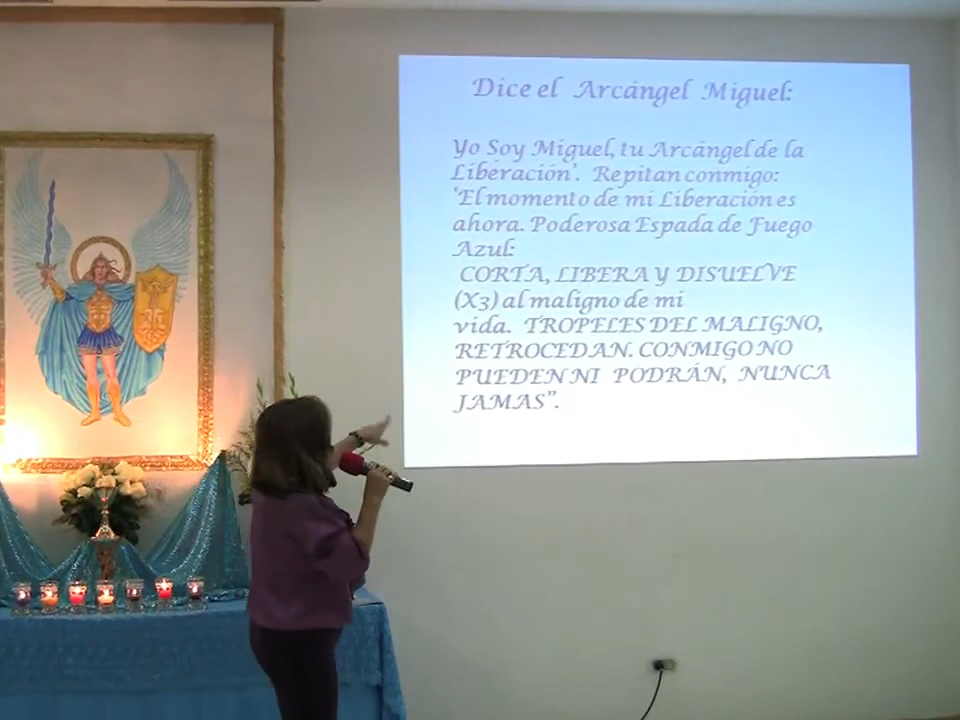 Dice el Arcángel Miguel:
Yo Soy Miguel, tu Arcángel de la
Liberación'. Repitan conmigo:
'El momento de mi Liberación es
ahora. Poderosa Espada de Fuego
Azul:
CORTA, LIBERA Y DISUELVE
(X3) al maligno de mi
vida. TROPELES DEL MALIGNO,
RETROCEDAN. CONMIGO NO
PUEDEN NI PODRÁN, NUNCA
JAMAS".